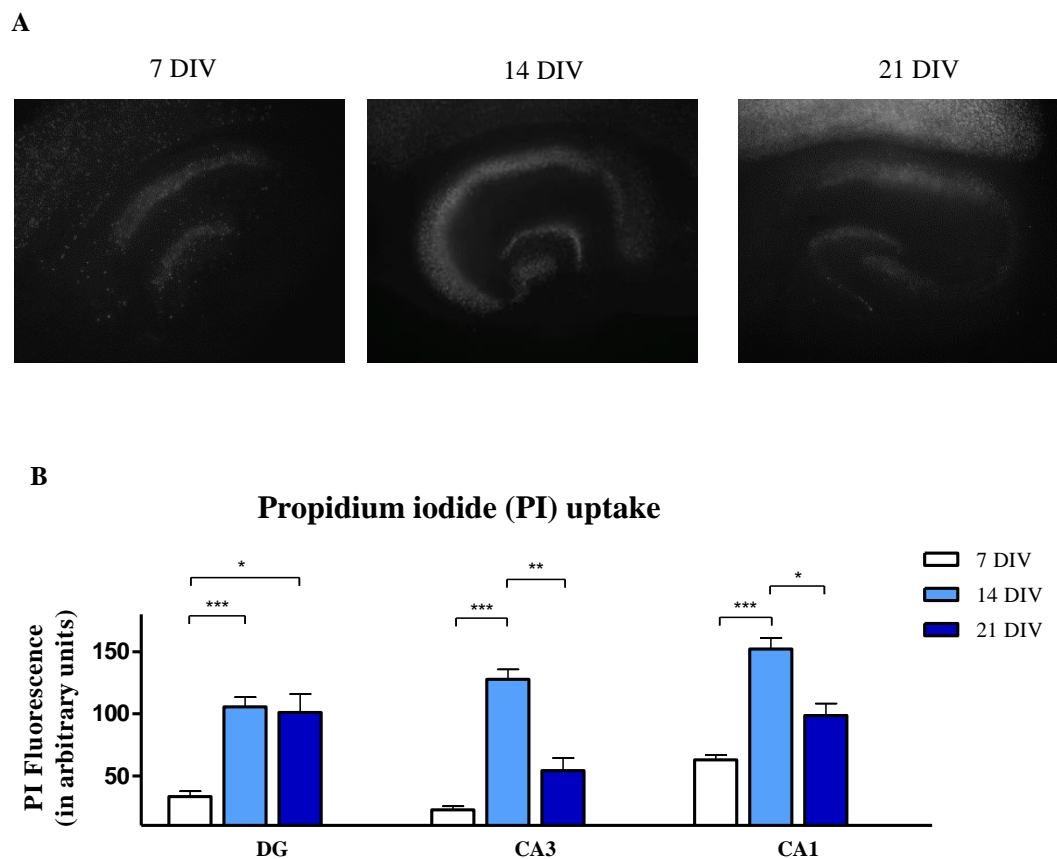 A
7 DIV
14 DIV
21 DIV
B
Propidium iodide (PI) uptake
7 DIV
14 DIV
21 DIV
PI Fluorescence
(in arbitrary units)
150
100
50
*
***
**
***
*
***
DG
CA3
CA1